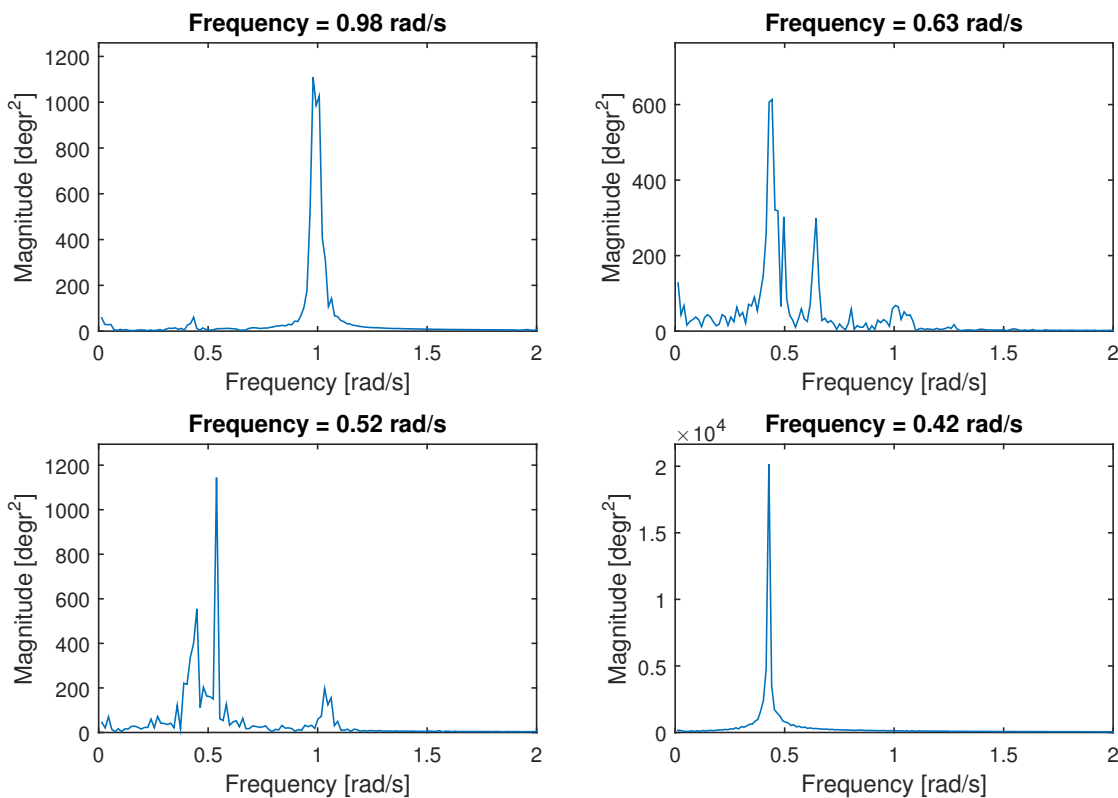 Frequency = 0.98 rad/s
1200
1000
800
600
400
200
0
Magnitude [degr²]
0 0.5 1 1.5 2
Frequency [rad/s]
Frequency = 0.63 rad/s
600
400
200
0
Magnitude [degr²]
0 0.5 1 1.5 2
Frequency [rad/s]
Frequency = 0.52 rad/s
1200
1000
800
600
400
200
0
Magnitude [degr²]
0 0.5 1 1.5 2
Frequency [rad/s]
Frequency = 0.42 rad/s
×10⁴
2
1.5
1
0.5
0
Magnitude [degr²]
0 0.5 1 1.5 2
Frequency [rad/s]